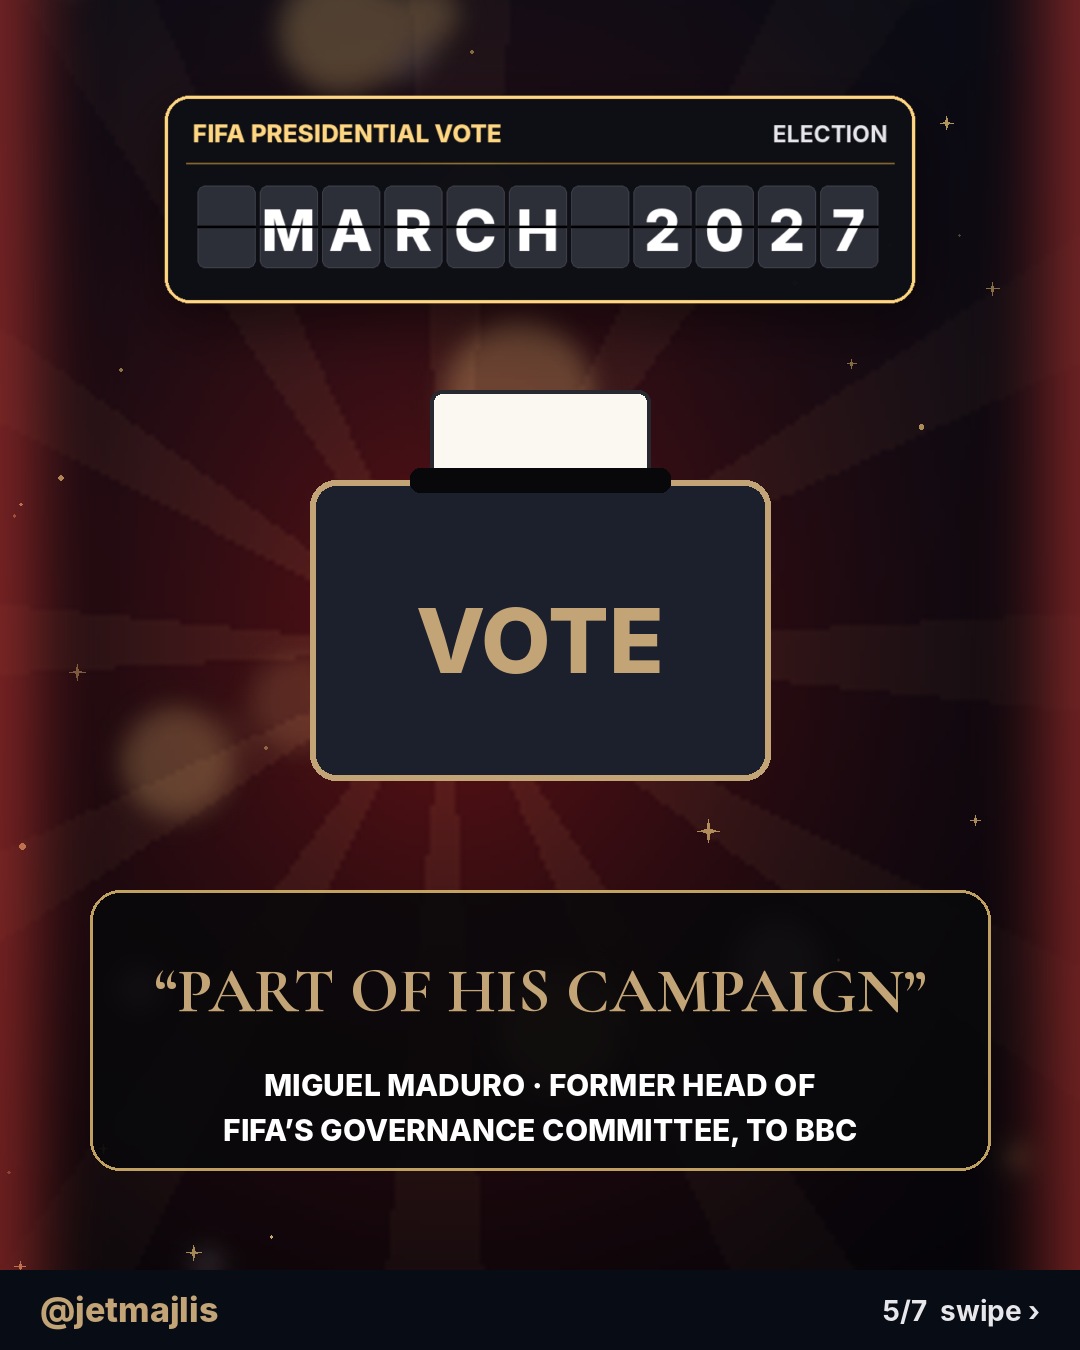 FIFA PRESIDENTIAL VOTE ELECTION
MARCH 2027
VOTE
“PART OF HIS CAMPAIGN”
MIGUEL MADURO · FORMER HEAD OF
FIFA’S GOVERNANCE COMMITTEE, TO BBC
@jetmajlis 5/7 swipe ›